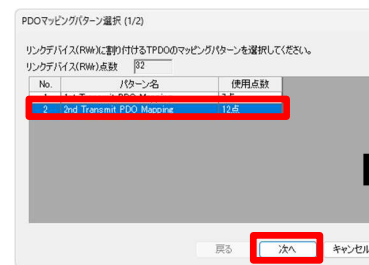 PDOマッピングパターン選択 (1/2)
リンクデバイス(RWr)に割り付けるTPDOのマッピングパターンを選択してください。
リンクデバイス(RWr)点数 32
No. パターン名 使用点数
2 2nd Transmit PDO Mapping 12点
戻る 次へ キャンセル